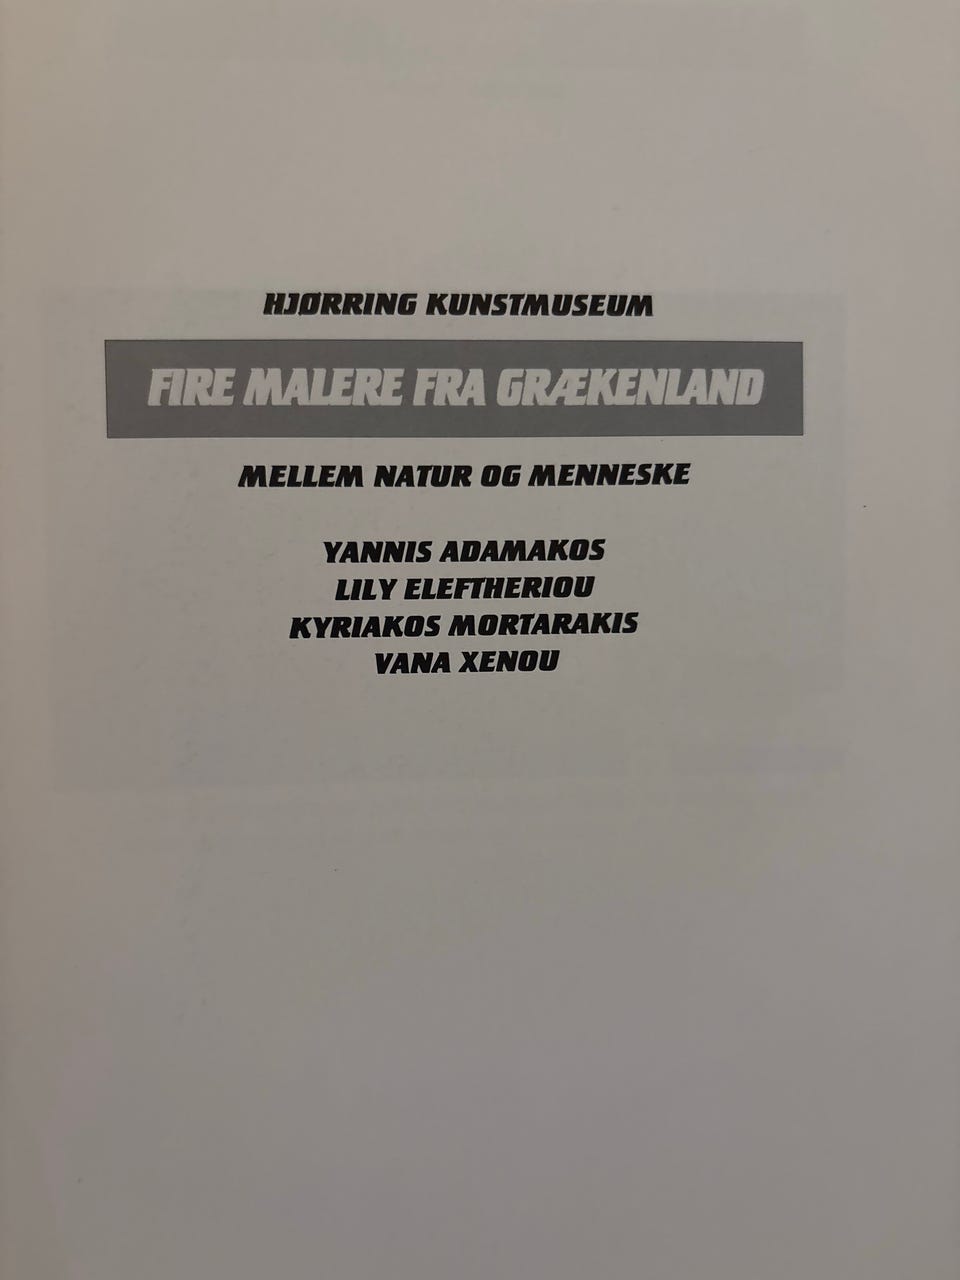 HJØRRING KUNSTMUSEUM
FIRE MALERE FRA GRÆKENLAND
MELLEM NATUR OG MENNESKE
YANNIS ADAMAKOS
LILY ELEFTHERIOU
KYRIAKOS MORTARAKIS
VANA XENOU